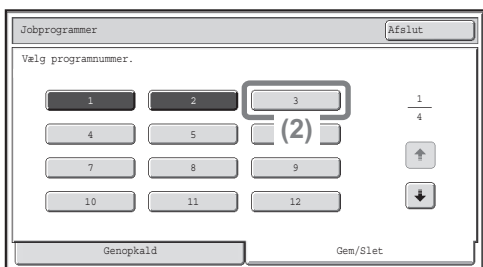 Jobprogrammer Afslut
Vælg programnummer.
1 2 3 1
4
(2)
4 5
7 8 9
10 11 12
Genopkald Gem/Slet